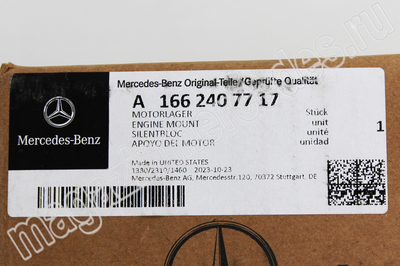 Mercedes-Benz Original-Teile/Geprüfte Qualität
A 166 240 77 17
MOTORLAGER Stück
ENGINE MOUNT unit
SILENTBLOC unité 1
APOYO DEL MOTOR unidad
Mercedes-Benz
Made in UNITED STATES
1330/2310/1460 2023-10-23
Mercedes-Benz AG, Mercedesstr.120, 70372 Stuttgart, DE